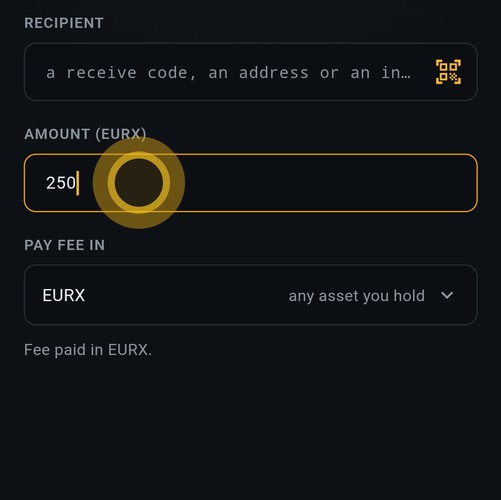 RECIPIENT
a receive code, an address or an in…
AMOUNT (EURX)
250
PAY FEE IN
EURX any asset you hold
Fee paid in EURX.